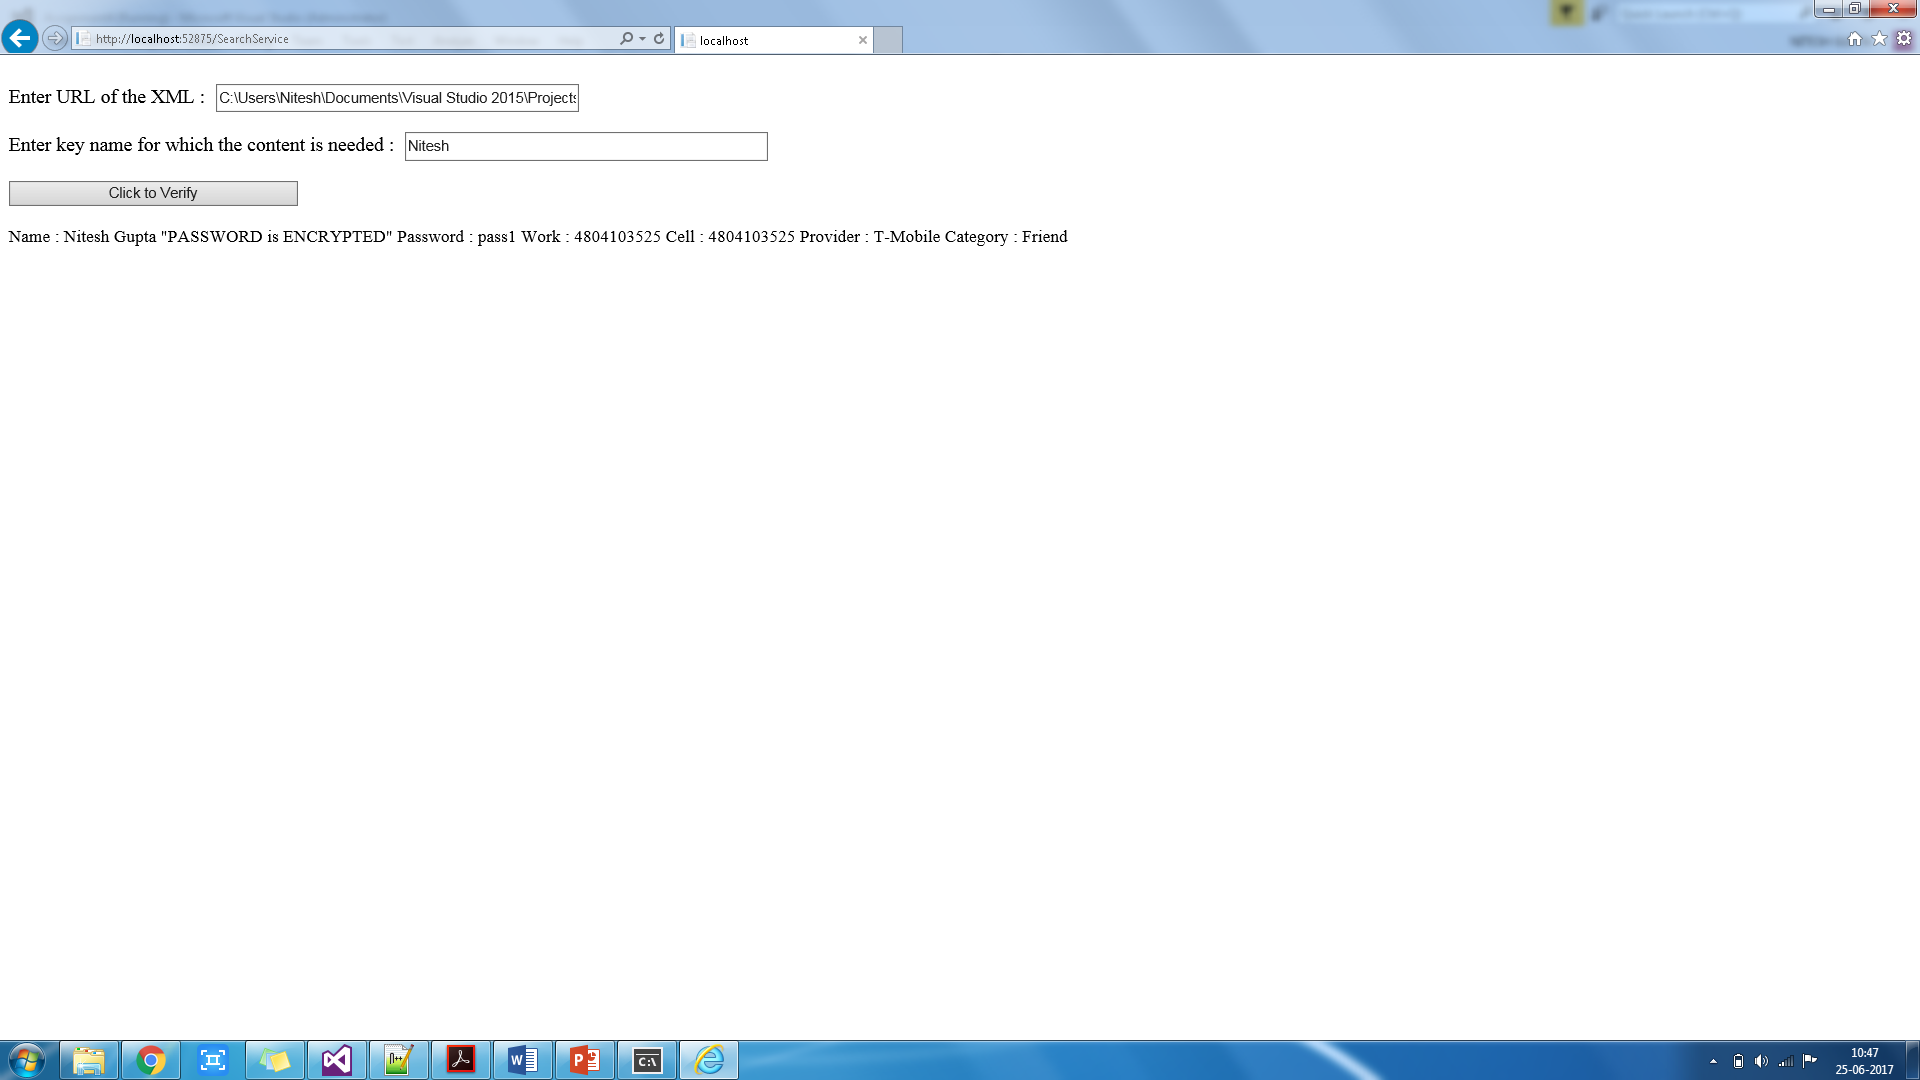 http://localhost:52875/SearchService
localhost
Enter URL of the XML :
C:\Users\Nitesh\Documents\Visual Studio 2015\Projects
Enter key name for which the content is needed :
Nitesh
Click to Verify
Name : Nitesh Gupta "PASSWORD is ENCRYPTED" Password : pass1 Work : 4804103525 Cell : 4804103525 Provider : T-Mobile Category : Friend
10:47
25-06-2017